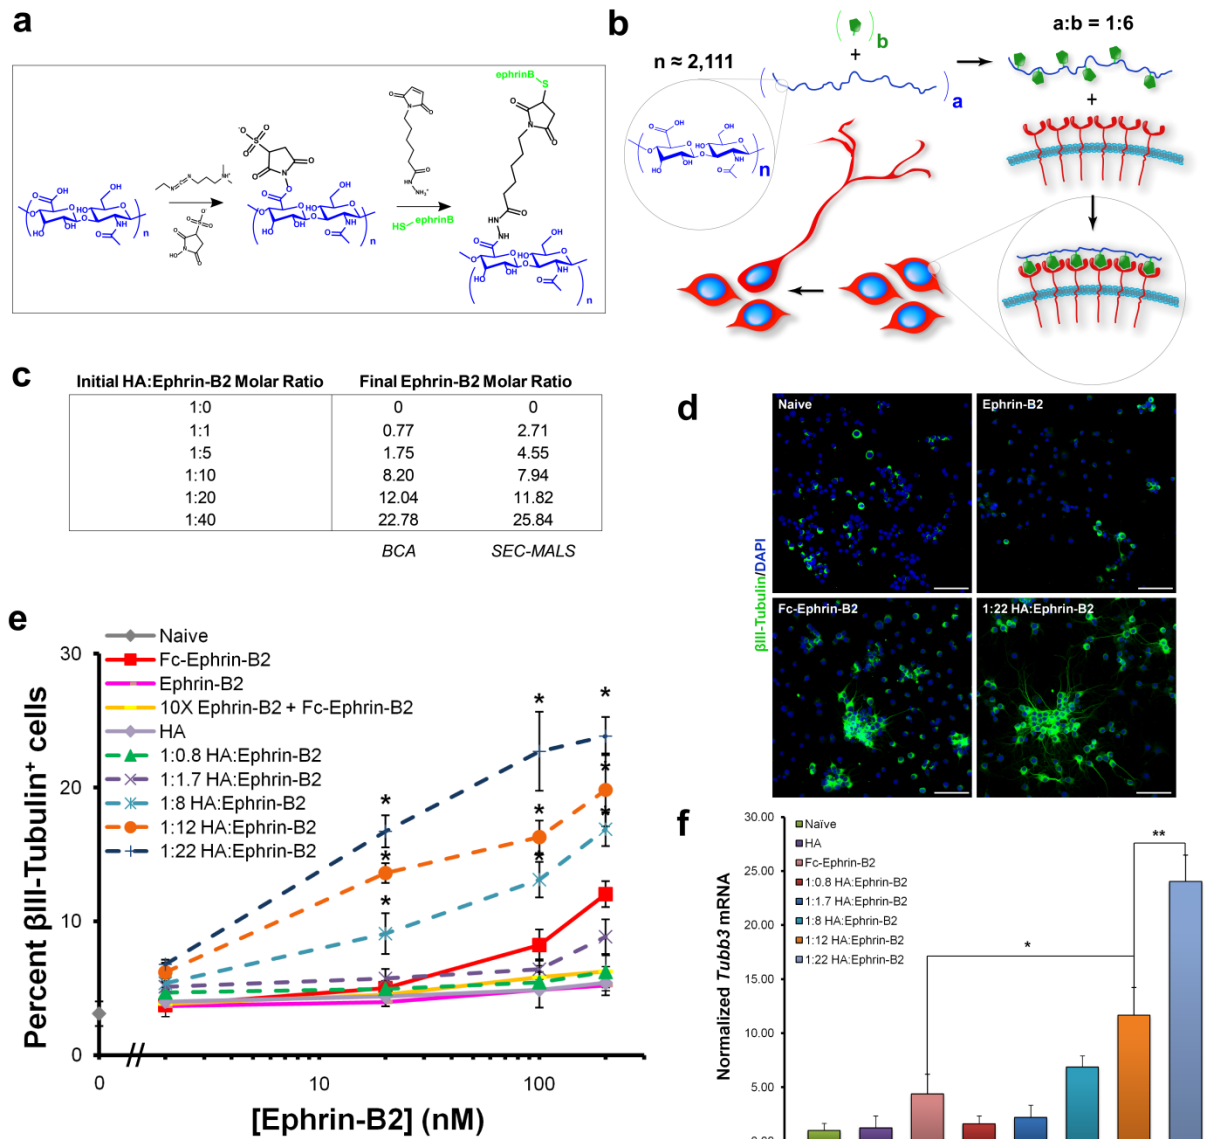 a
ephrinB
S
HS
ephrinB
n
n
n
b
n ≈ 2,111
b
+
a
a:b = 1:6
+
n
c
Initial HA:Ephrin-B2 Molar Ratio Final Ephrin-B2 Molar Ratio
1:0 0 0
1:1 0.77 2.71
1:5 1.75 4.55
1:10 8.20 7.94
1:20 12.04 11.82
1:40 22.78 25.84
BCA SEC-MALS
d
βIII-Tubulin/DAPI
Naive
Ephrin-B2
Fc-Ephrin-B2
1:22 HA:Ephrin-B2
e
Percent βIII-Tubulin+ cells
30
20
10
0
Naive
Fc-Ephrin-B2
Ephrin-B2
10X Ephrin-B2 + Fc-Ephrin-B2
HA
1:0.8 HA:Ephrin-B2
1:1.7 HA:Ephrin-B2
1:8 HA:Ephrin-B2
1:12 HA:Ephrin-B2
1:22 HA:Ephrin-B2
0 10 100
[Ephrin-B2] (nM)
f
Normalized Tubb3 mRNA
30.00
25.00
20.00
15.00
10.00
5.00
0.00
Naïve
HA
Fc-Ephrin-B2
1:0.8 HA:Ephrin-B2
1:1.7 HA:Ephrin-B2
1:8 HA:Ephrin-B2
1:12 HA:Ephrin-B2
1:22 HA:Ephrin-B2
*
**